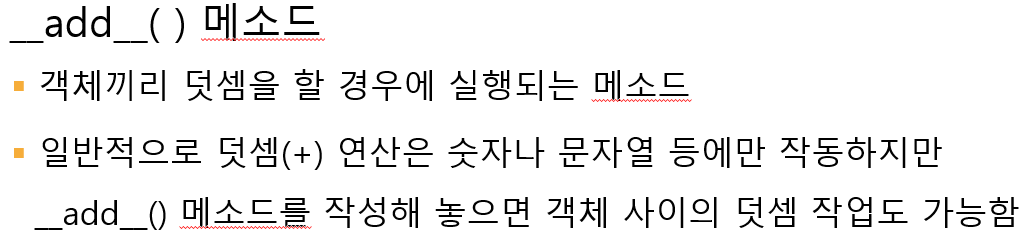 __add__( ) 메소드
▪ 객체끼리 덧셈을 할 경우에 실행되는 메소드
▪ 일반적으로 덧셈(+) 연산은 숫자나 문자열 등에만 작동하지만
__add__() 메소드를 작성해 놓으면 객체 사이의 덧셈 작업도 가능함